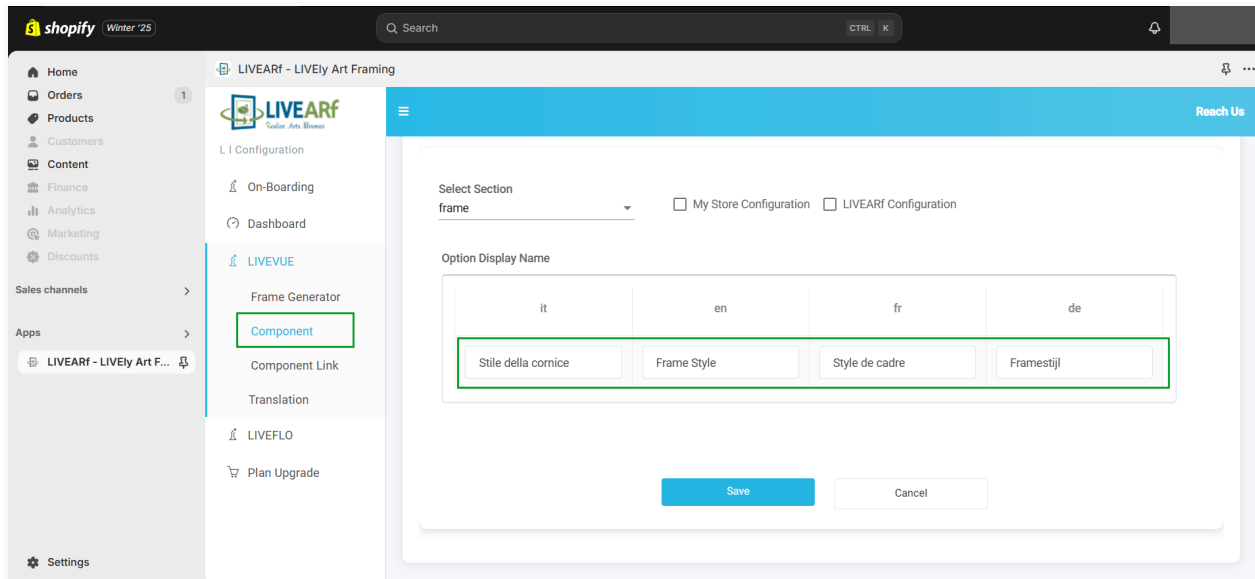 shopify Winter '25
Search
CTRL K
Home
Orders 1
Products
Customers
Content
Finance
Analytics
Marketing
Discounts
Sales channels
Apps
LIVEARf - LIVEly Art F...
Settings
LIVEARf - LIVEly Art Framing
LIVEARf
L I Configuration
On-Boarding
Dashboard
LIVEVUE
Frame Generator
Component
Component Link
Translation
LIVEFLO
Plan Upgrade
Reach Us
Select Section
frame
My Store Configuration LIVEARf Configuration
Option Display Name
it en fr de
Stile della cornice Frame Style Style de cadre Framestijl
Save Cancel